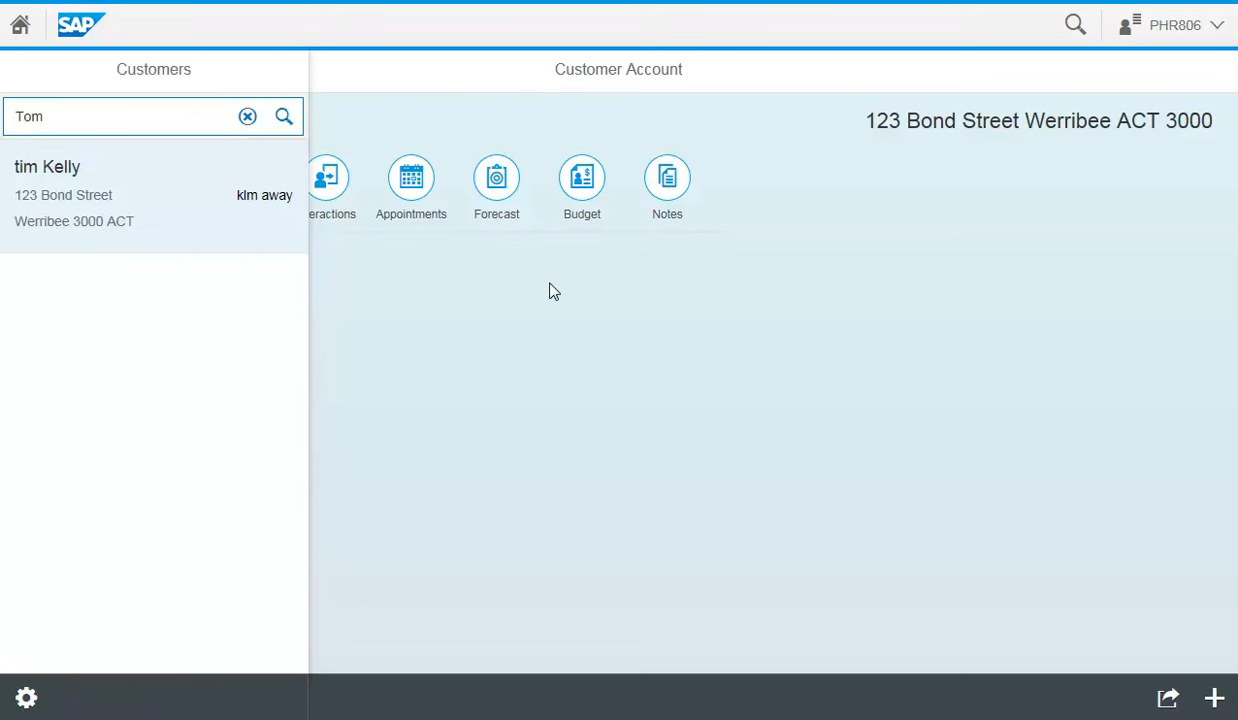 SAP
PHR806
Customers
Customer Account
Tom
123 Bond Street Werribee ACT 3000
tim Kelly
123 Bond Street
klm away
Werribee 3000 ACT
eractions
Appointments
Forecast
Budget
Notes